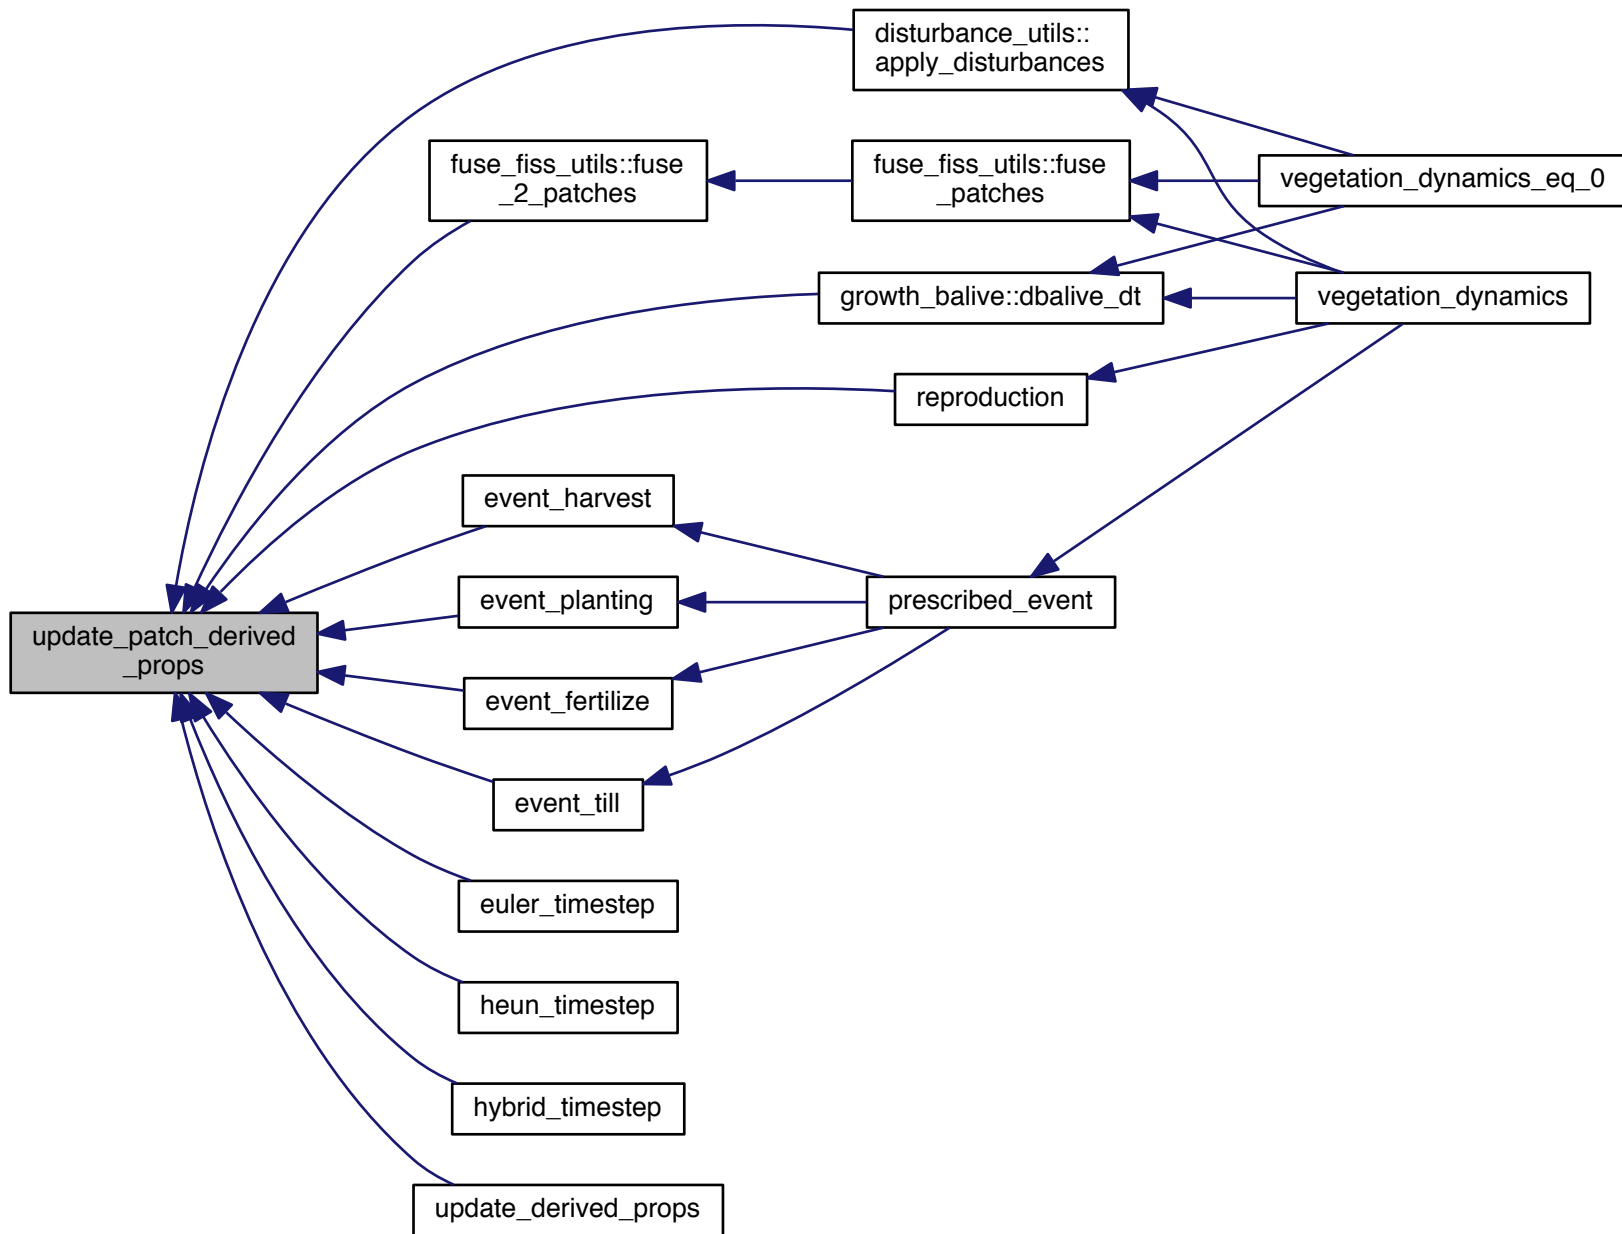 disturbance_utils::
apply_disturbances
fuse_fiss_utils::fuse
_2_patches
fuse_fiss_utils::fuse
_patches
vegetation_dynamics_eq_0
growth_balive::dbalive_dt
vegetation_dynamics
reproduction
event_harvest
event_planting
prescribed_event
update_patch_derived
_props
event_fertilize
event_till
euler_timestep
heun_timestep
hybrid_timestep
update_derived_props